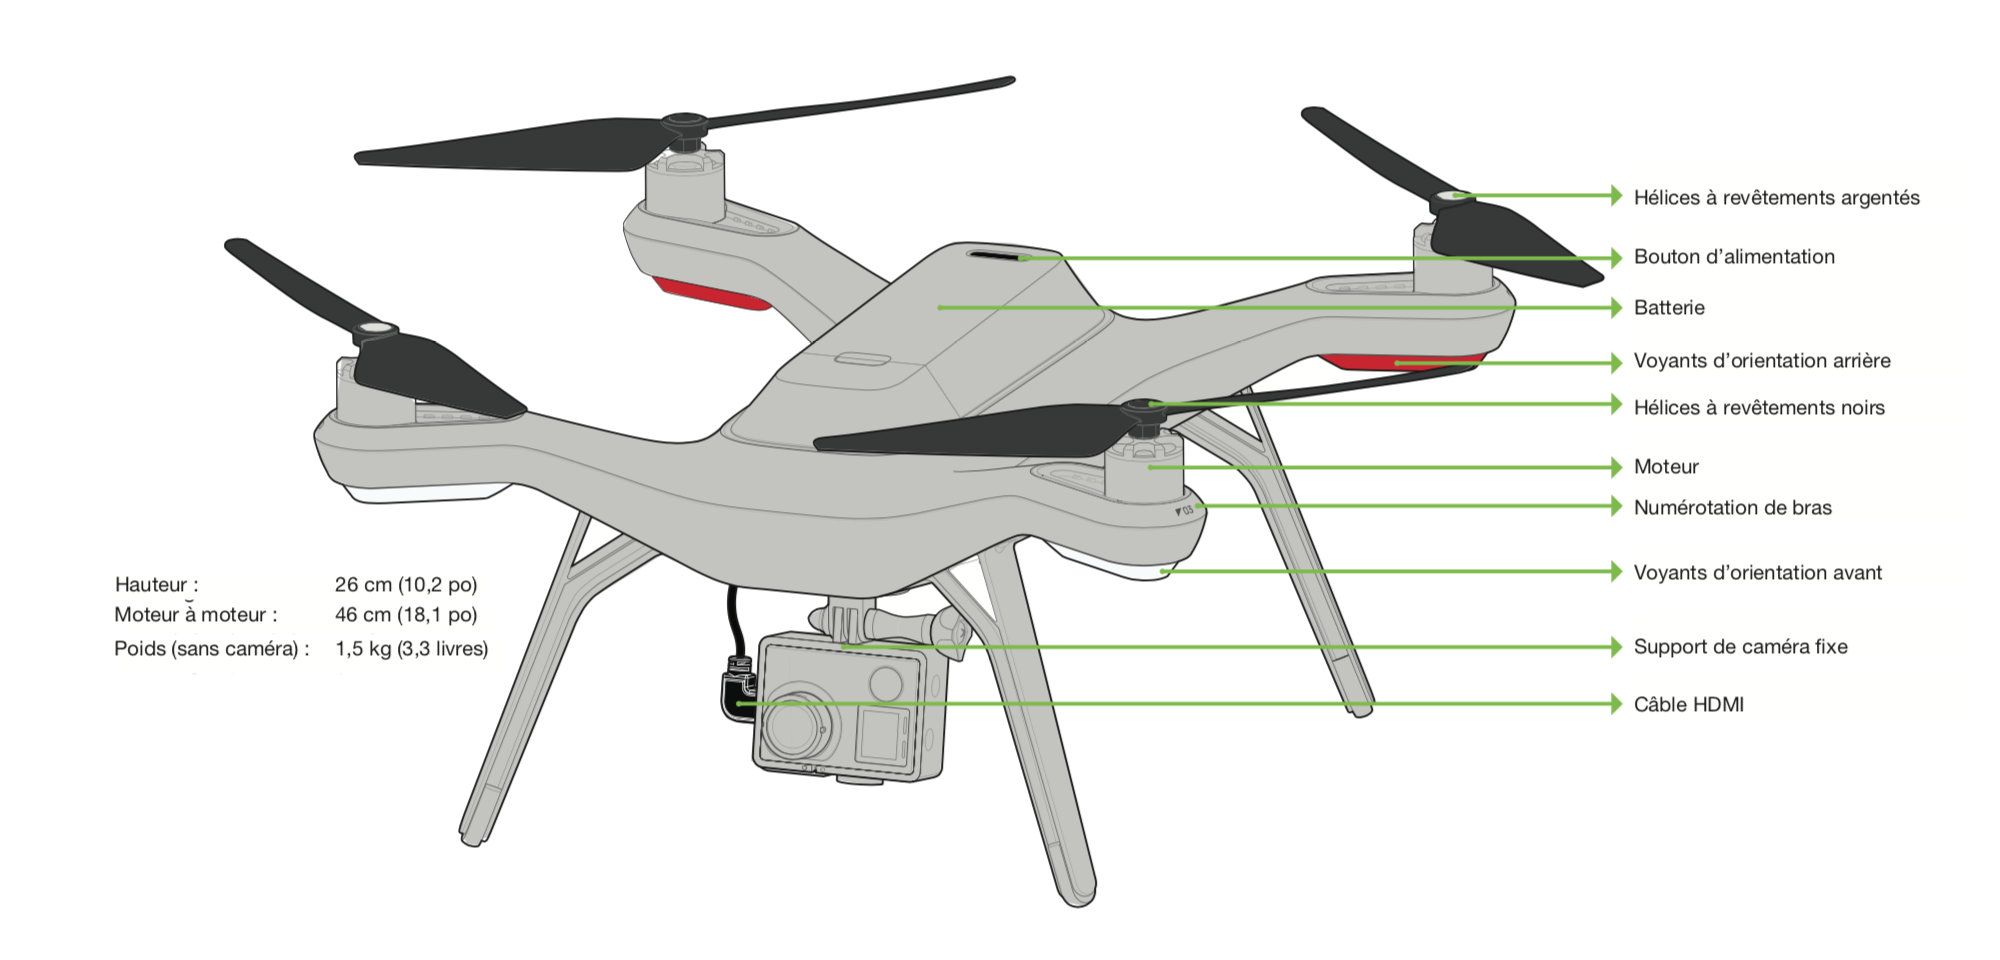 Hélices à revêtements argentés
Bouton d'alimentation
Batterie
Voyants d'orientation arrière
Hélices à revêtements noirs
Moteur
Numérotation de bras
▼03
Voyants d'orientation avant
Hauteur : 26 cm (10,2 po)
Moteur à moteur : 46 cm (18,1 po)
Poids (sans caméra) : 1,5 kg (3,3 livres)
Support de caméra fixe
Câble HDMI